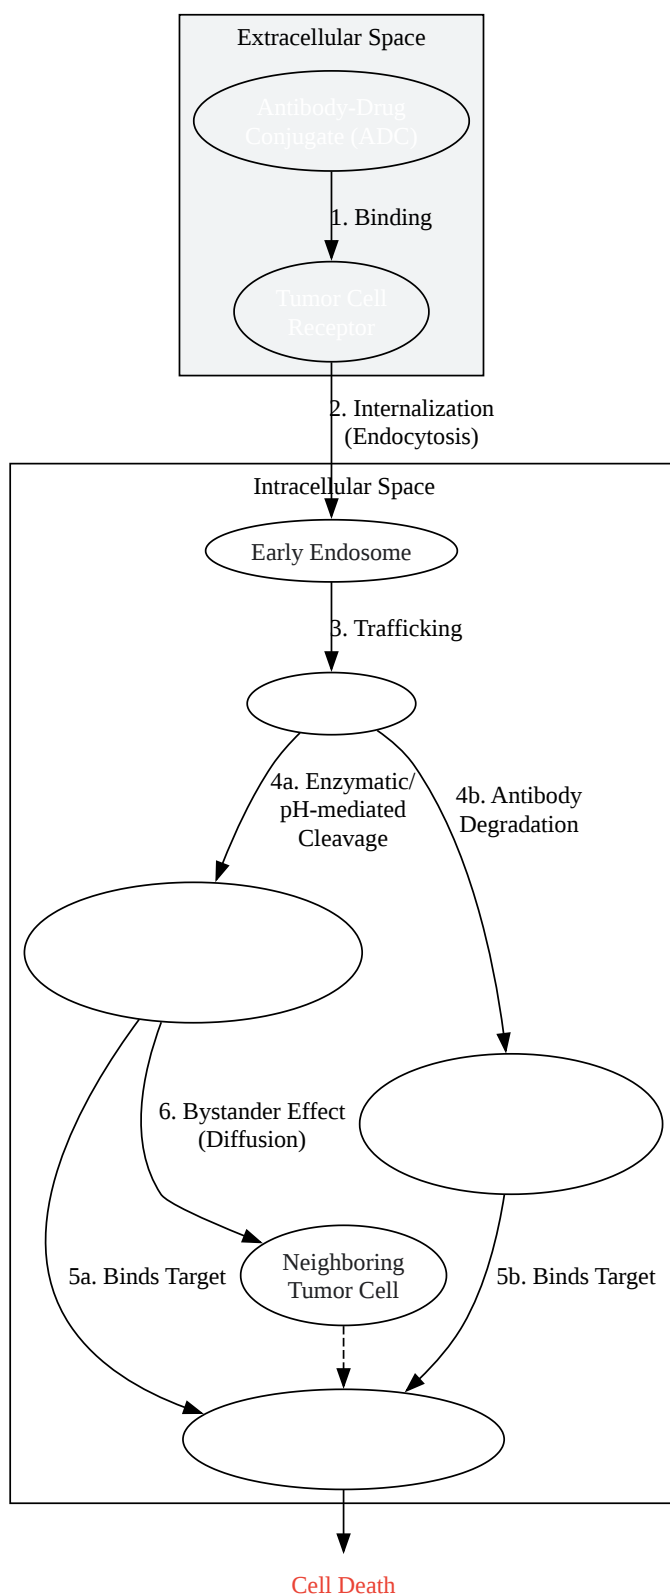 Extracellular Space
Antibody-Drug
Conjugate (ADC)
1. Binding
Tumor Cell
Receptor
2. Internalization
(Endocytosis)
Intracellular Space
Early Endosome
3. Trafficking
4a. Enzymatic/
pH-mediated
Cleavage
4b. Antibody
Degradation
6. Bystander Effect
(Diffusion)
5a. Binds Target
Neighboring
Tumor Cell
5b. Binds Target
Cell Death